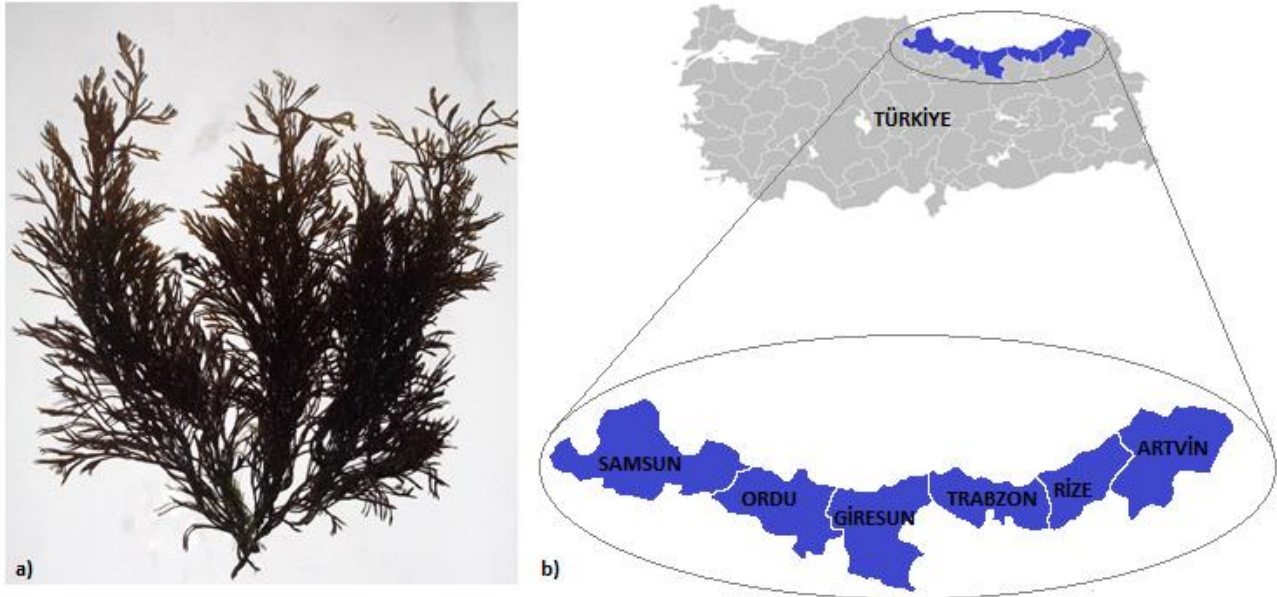 a)
TÜRKİYE
SAMSUN
ORDU
GİRESUN
TRABZON
RİZE
ARTVİN
b)